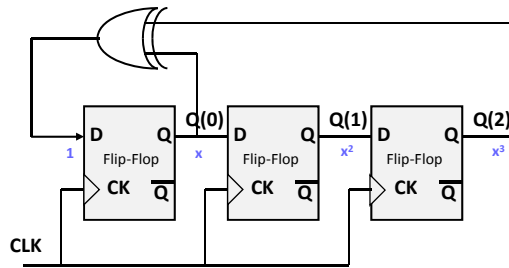 Q(0) Q(1) Q(2)
D Q D Q D Q
1 Flip-Flop x Flip-Flop x² Flip-Flop x³
CK Q̅ CK Q̅ CK Q̅
CLK